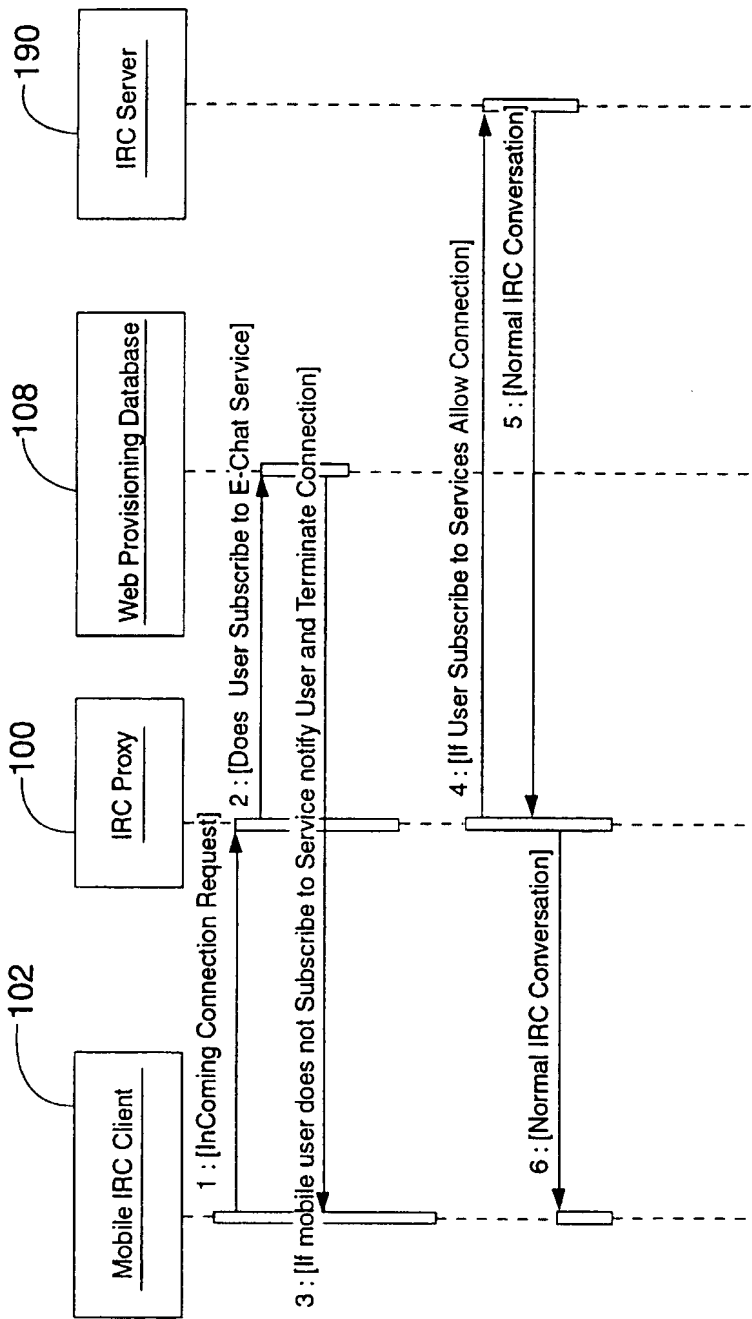 102
100
108
190
Mobile IRC Client
IRC Proxy
Web Provisioning Database
IRC Server
1 : [InComing Connection Request]
2 : [Does User Subscribe to E-Chat Service]
3 : [If mobile user does not Subscribe to Service notify User and Terminate Connection]
4 : [If User Subscribe to Services Allow Connection]
5 : [Normal IRC Conversation]
6 : [Normal IRC Conversation]